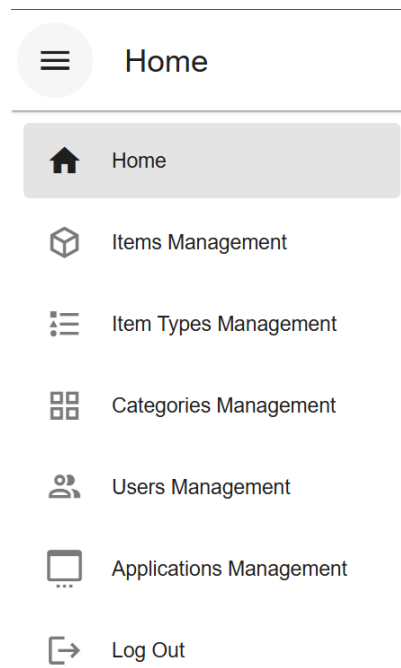 Home
Home
Items Management
Item Types Management
Categories Management
Users Management
Applications Management
Log Out